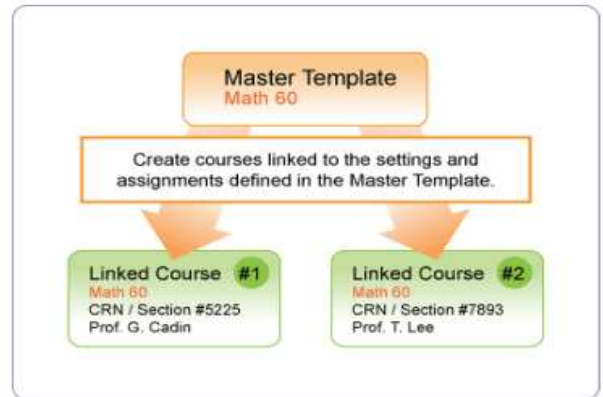 Master Template
Math 60
Create courses linked to the settings and
assignments defined in the Master Template.
Linked Course #1
Math 60
CRN / Section #5225
Prof. G. Cadin
Linked Course #2
Math 60
CRN / Section #7893
Prof. T. Lee